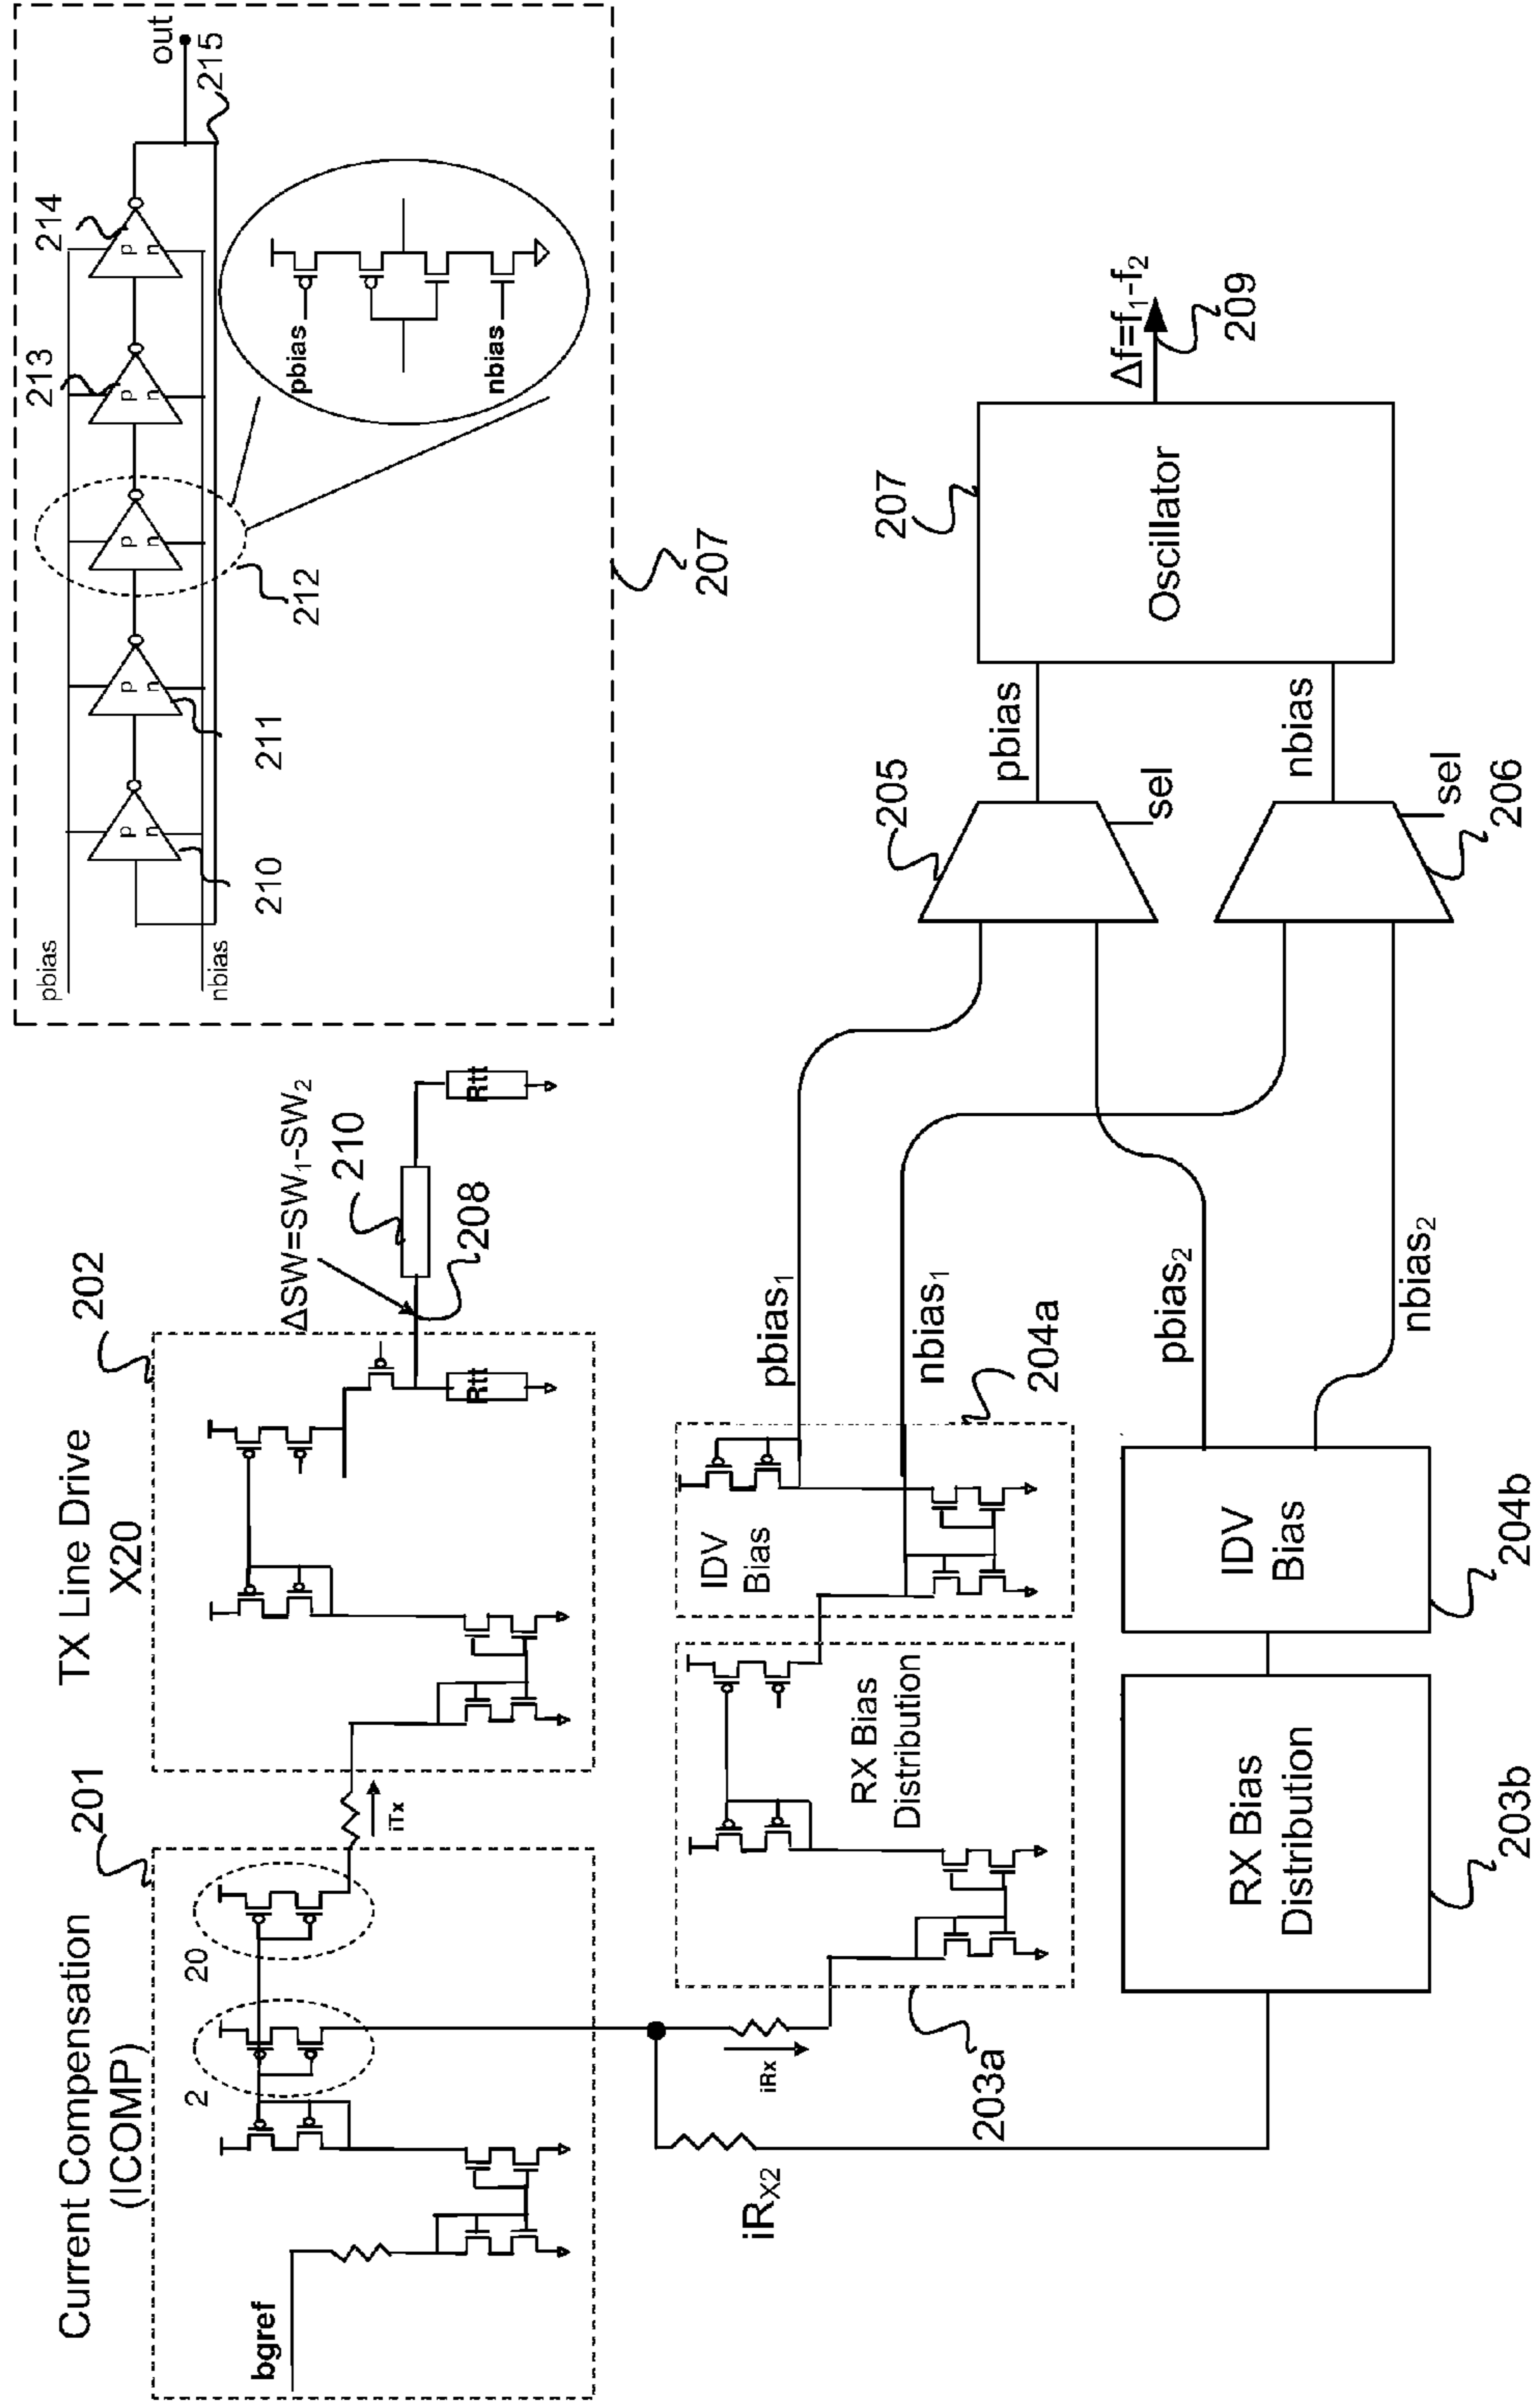 Current Compensation
(ICOMP)
201
bgref
2
20
iTx
TX Line Drive
X20
202
Rtt
ΔSW=SW₁-SW₂
210
208
Rtt
pbias
nbias
210
211
212
213
214
215
out
p
n
p
n
p
n
p
n
p
n
pbias
nbias
207
iRx
iRX2
203a
RX Bias
Distribution
IDV
Bias
204a
pbias₁
nbias₁
RX Bias
Distribution
203b
IDV
Bias
204b
pbias₂
nbias₂
205
sel
206
sel
pbias
nbias
207
Oscillator
Δf=f₁-f₂
209